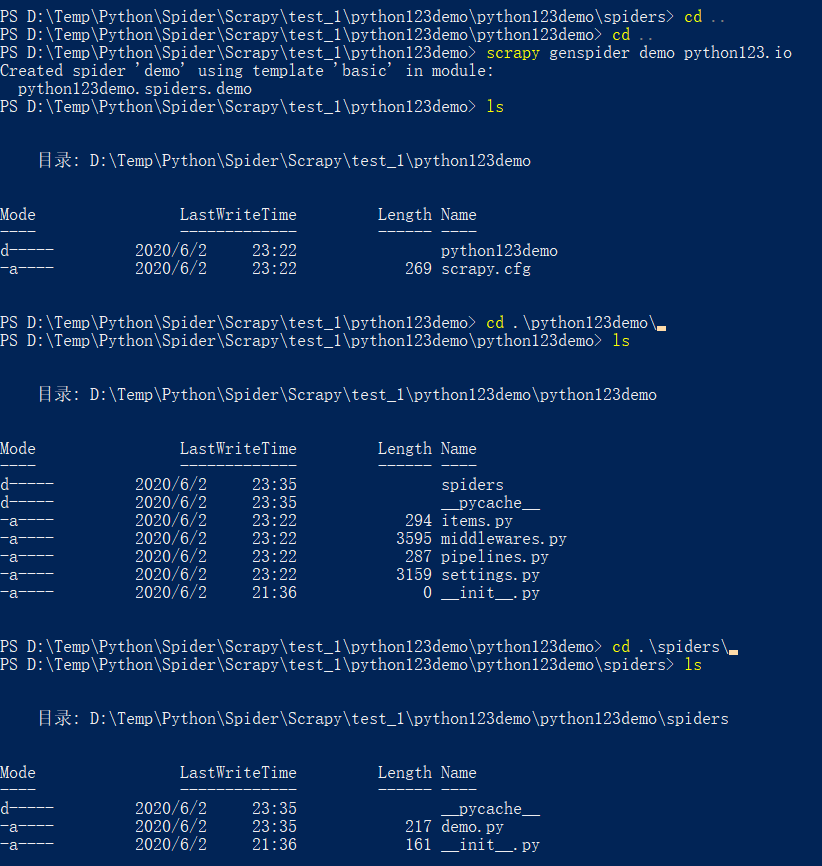 PS D:\Temp\Python\Spider\Scrapy\test_1\python123demo\python123demo\spiders> cd ..
PS D:\Temp\Python\Spider\Scrapy\test_1\python123demo\python123demo> cd ..
PS D:\Temp\Python\Spider\Scrapy\test_1\python123demo> scrapy genspider demo python123.io
Created spider 'demo' using template 'basic' in module:
  python123demo.spiders.demo
PS D:\Temp\Python\Spider\Scrapy\test_1\python123demo> ls
    目录: D:\Temp\Python\Spider\Scrapy\test_1\python123demo
Mode                LastWriteTime         Length Name
----                -------------         ------ ----
d-----         2020/6/2     23:22                python123demo
-a----         2020/6/2     23:22            269 scrapy.cfg
PS D:\Temp\Python\Spider\Scrapy\test_1\python123demo> cd .\python123demo\
PS D:\Temp\Python\Spider\Scrapy\test_1\python123demo\python123demo> ls
    目录: D:\Temp\Python\Spider\Scrapy\test_1\python123demo\python123demo
Mode                LastWriteTime         Length Name
----                -------------         ------ ----
d-----         2020/6/2     23:35                spiders
d-----         2020/6/2     23:35                __pycache__
-a----         2020/6/2     23:22            294 items.py
-a----         2020/6/2     23:22           3595 middlewares.py
-a----         2020/6/2     23:22            287 pipelines.py
-a----         2020/6/2     23:22           3159 settings.py
-a----         2020/6/2     21:36              0 __init__.py
PS D:\Temp\Python\Spider\Scrapy\test_1\python123demo\python123demo> cd .\spiders\
PS D:\Temp\Python\Spider\Scrapy\test_1\python123demo\python123demo\spiders> ls
    目录: D:\Temp\Python\Spider\Scrapy\test_1\python123demo\python123demo\spiders
Mode                LastWriteTime         Length Name
----                -------------         ------ ----
d-----         2020/6/2     23:35                __pycache__
-a----         2020/6/2     23:35            217 demo.py
-a----         2020/6/2     21:36            161 __init__.py